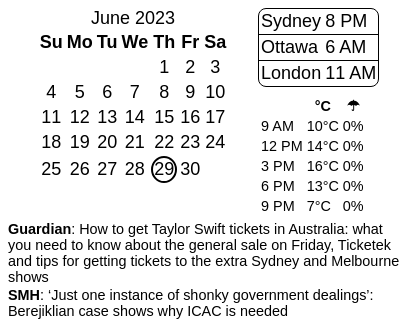 June 2023
Su Mo Tu We Th Fr Sa
1 2 3
4 5 6 7 8 9 10
11 12 13 14 15 16 17
18 19 20 21 22 23 24
25 26 27 28 29 30
Sydney 8 PM
Ottawa 6 AM
London 11 AM
°C ☂
9 AM 10°C 0%
12 PM 14°C 0%
3 PM 16°C 0%
6 PM 13°C 0%
9 PM 7°C 0%
Guardian: How to get Taylor Swift tickets in Australia: what
you need to know about the general sale on Friday, Ticketek
and tips for getting tickets to the extra Sydney and Melbourne
shows
SMH: ‘Just one instance of shonky government dealings’:
Berejiklian case shows why ICAC is needed